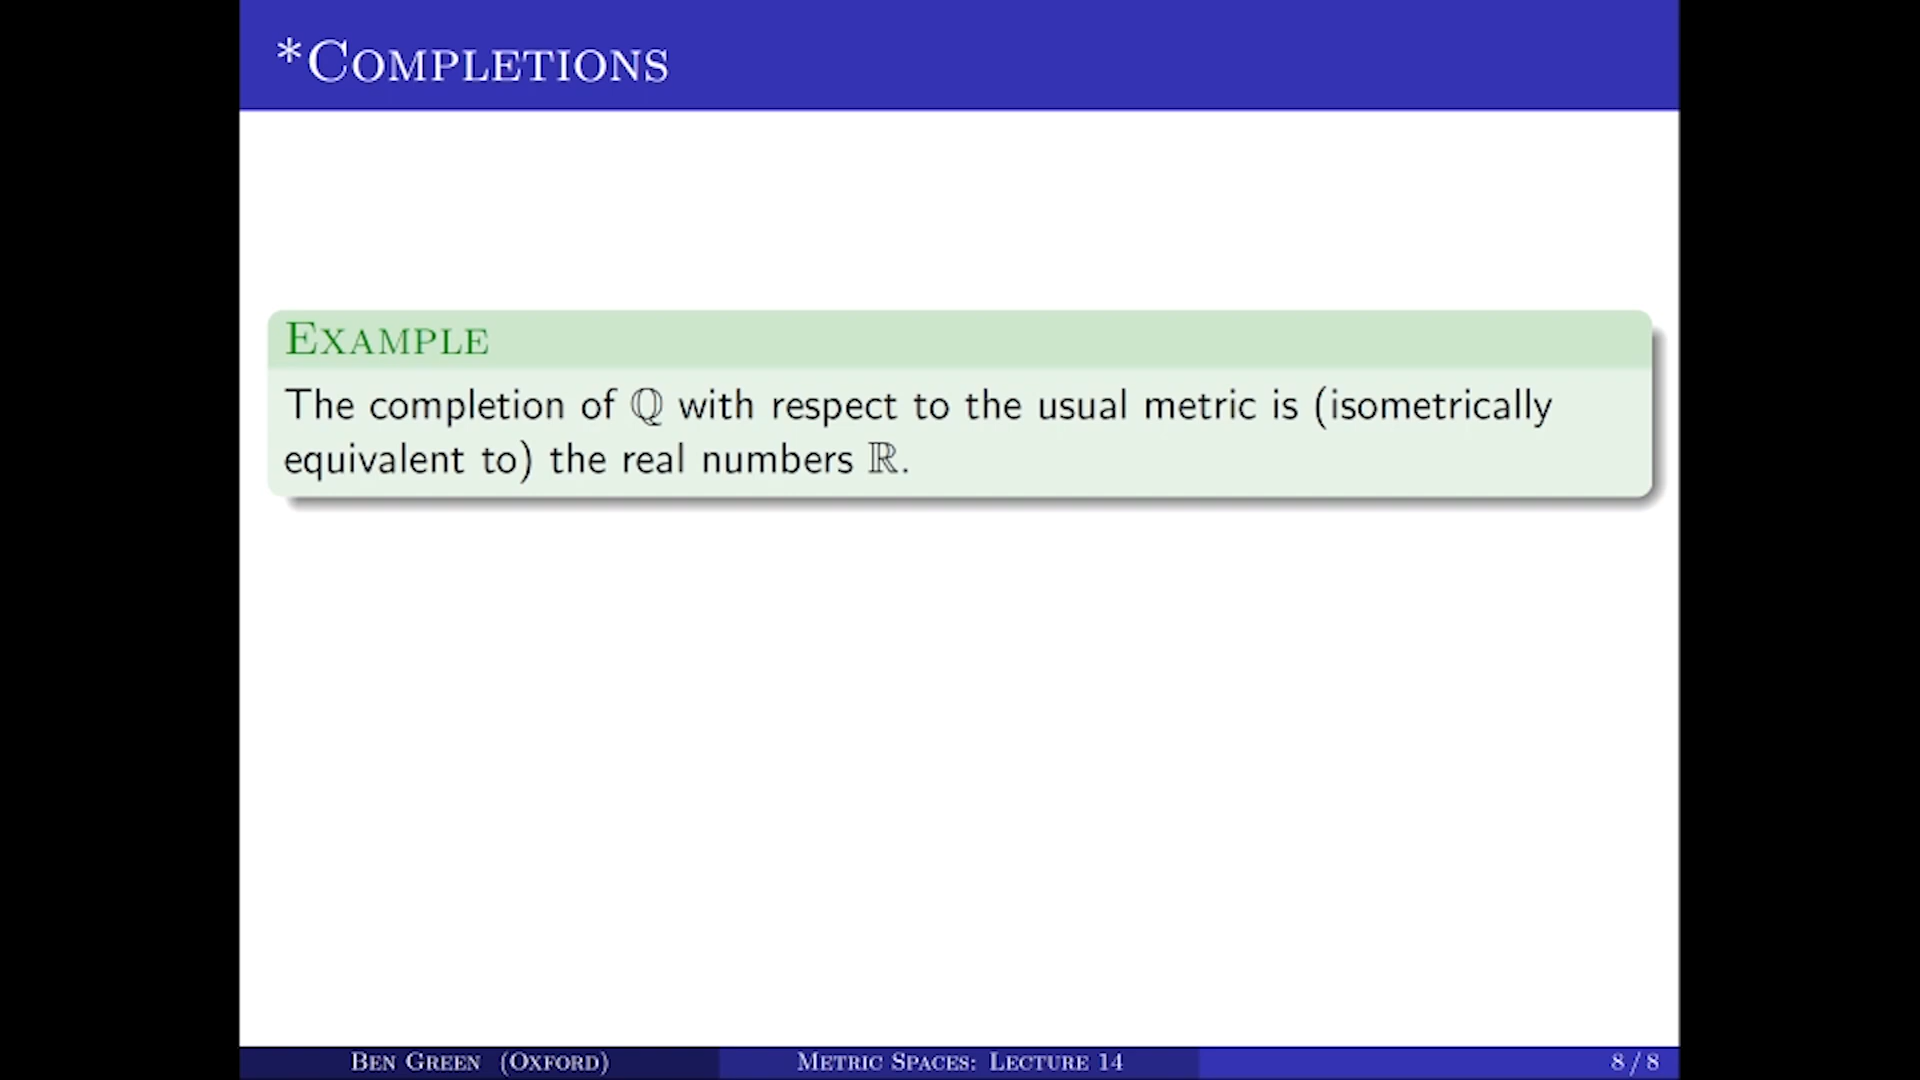 *Completions
Example
The completion of ℚ with respect to the usual metric is (isometrically
equivalent to) the real numbers ℝ.
Ben Green (Oxford)
Metric Spaces: Lecture 14
8 / 8